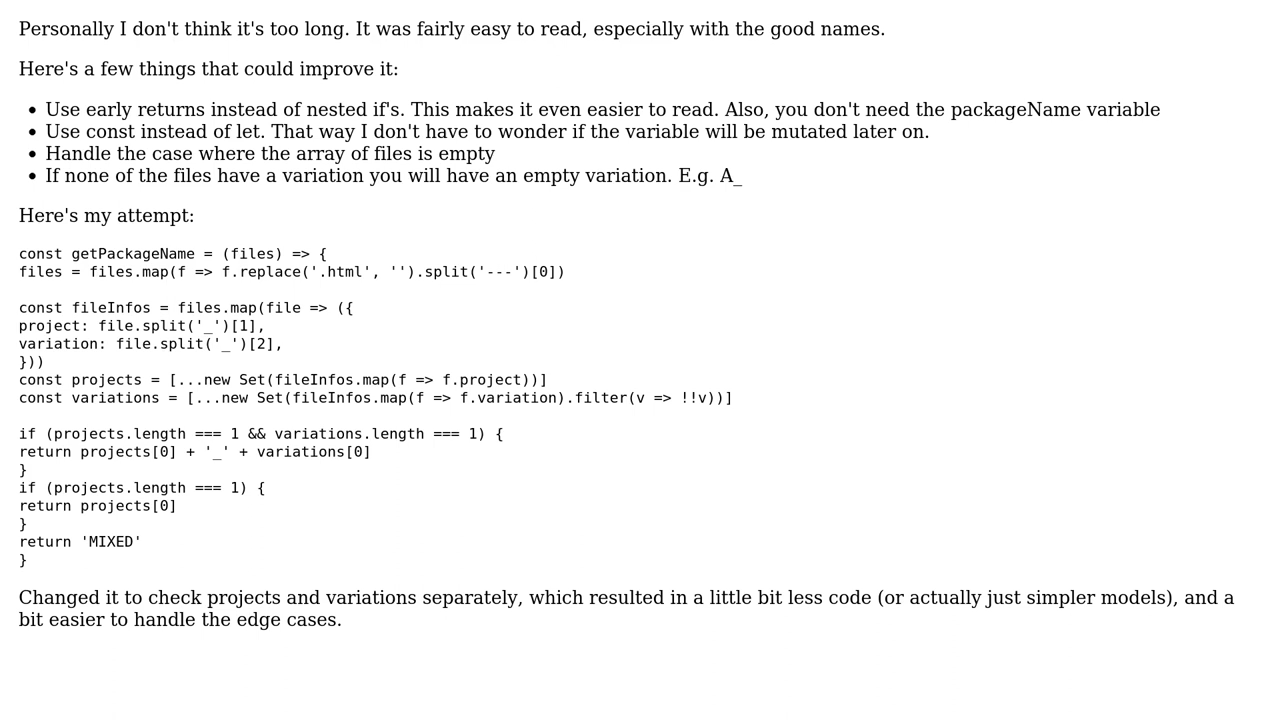 Personally I don't think it's too long. It was fairly easy to read, especially with the good names.
Here's a few things that could improve it:
• Use early returns instead of nested if's. This makes it even easier to read. Also, you don't need the packageName variable
• Use const instead of let. That way I don't have to wonder if the variable will be mutated later on.
• Handle the case where the array of files is empty
• If none of the files have a variation you will have an empty variation. E.g. A_
Here's my attempt:
const getPackageName = (files) => {
files = files.map(f => f.replace('.html', '').split('---')[0])
const fileInfos = files.map(file => ({
project: file.split('_')[1],
variation: file.split('_')[2],
}))
const projects = [...new Set(fileInfos.map(f => f.project))]
const variations = [...new Set(fileInfos.map(f => f.variation).filter(v => !!v))]
if (projects.length === 1 && variations.length === 1) {
return projects[0] + '_' + variations[0]
}
if (projects.length === 1) {
return projects[0]
}
return 'MIXED'
}
Changed it to check projects and variations separately, which resulted in a little bit less code (or actually just simpler models), and a
bit easier to handle the edge cases.